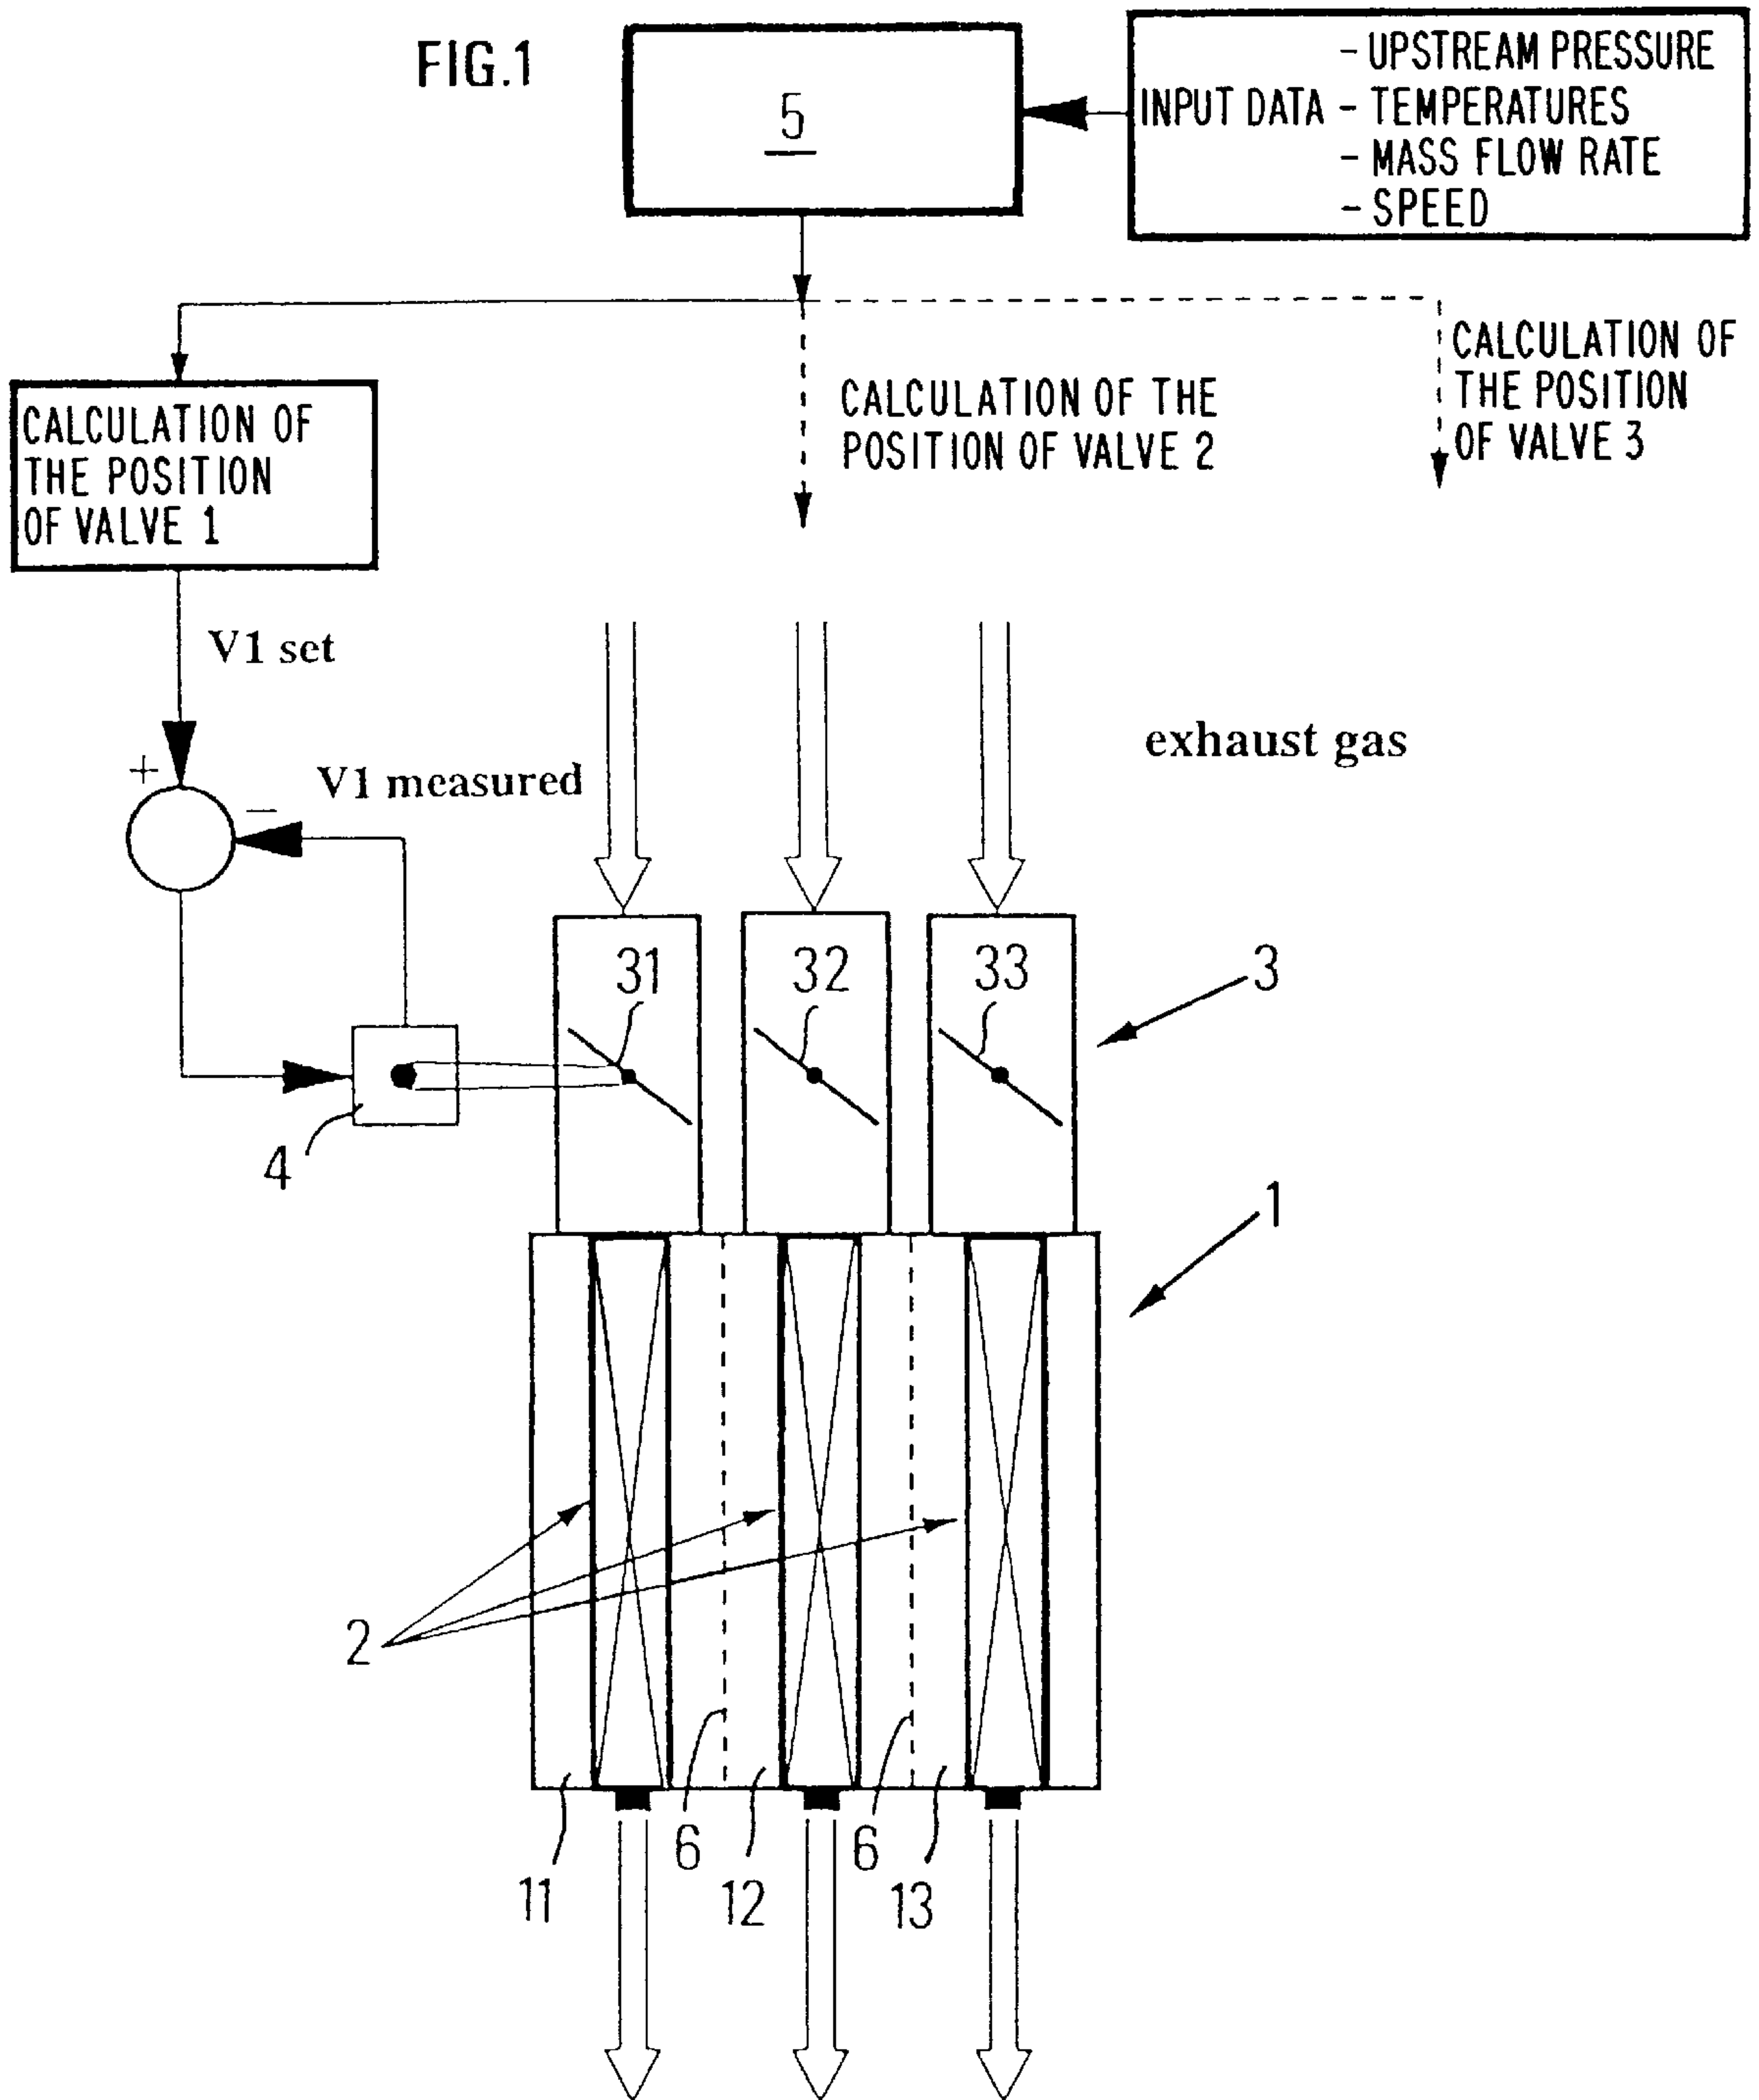 FIG.1
5
- UPSTREAM PRESSURE
INPUT DATA - TEMPERATURES
- MASS FLOW RATE
- SPEED
CALCULATION OF
THE POSITION
OF VALVE 1
CALCULATION OF THE
POSITION OF VALVE 2
CALCULATION OF
THE POSITION
OF VALVE 3
V1 set
exhaust gas
+
V1 measured
−
31
32
33
3
4
1
2
6
6
11
12
13